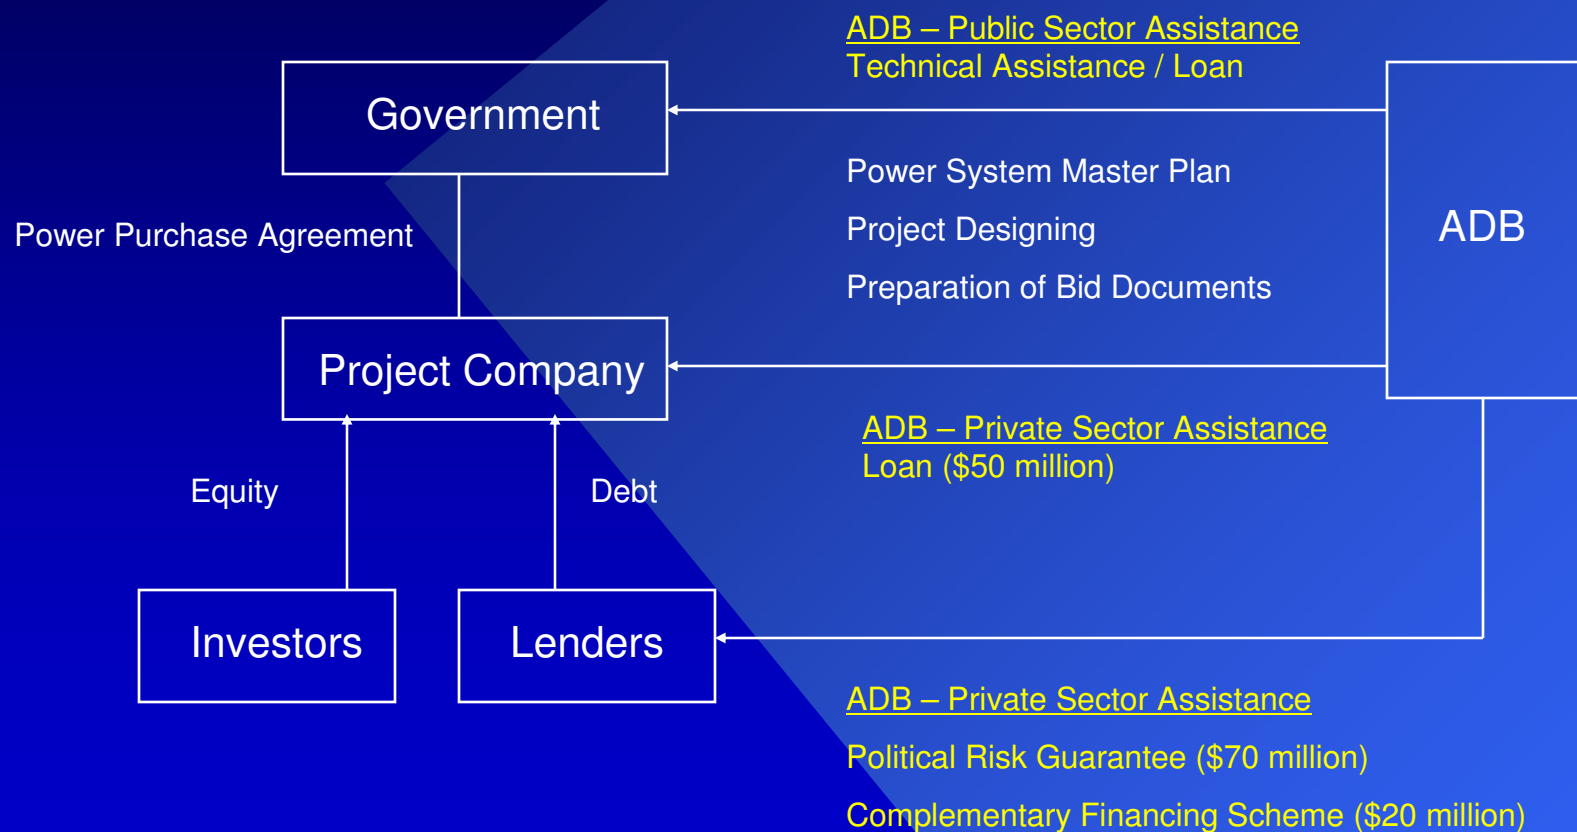 ADB – Public Sector Assistance
Technical Assistance / Loan
Government
Power System Master Plan
Project Designing
Preparation of Bid Documents
ADB
Power Purchase Agreement
Project Company
ADB – Private Sector Assistance
Loan ($50 million)
Equity
Debt
Investors
Lenders
ADB – Private Sector Assistance
Political Risk Guarantee ($70 million)
Complementary Financing Scheme ($20 million)